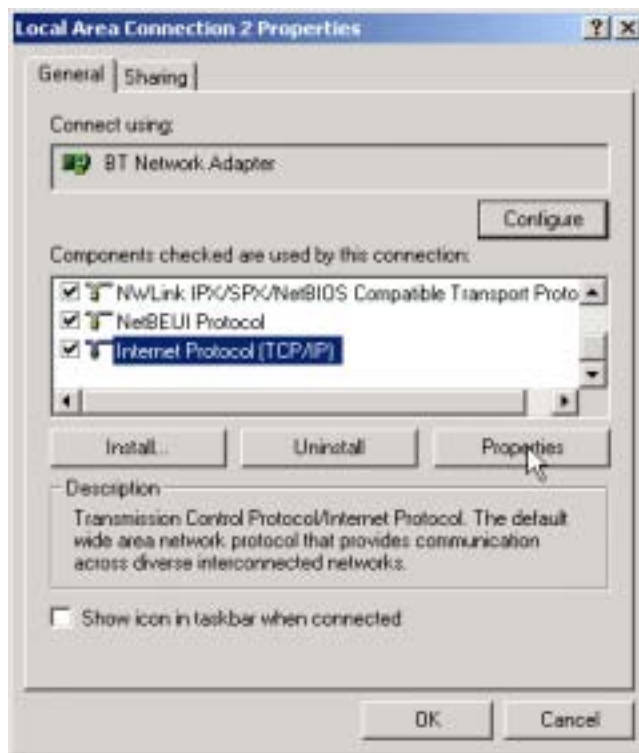 Local Area Connection 2 Properties
General Sharing
Connect using:
BT Network Adapter
Configure
Components checked are used by this connection:
NWLink IPX/SPX/NetBIOS Compatible Transport Proto
NetBEUI Protocol
Internet Protocol (TCP/IP)
Install... Uninstall Properties
Description
Transmission Control Protocol/Internet Protocol. The default
wide area network protocol that provides communication
across diverse interconnected networks.
Show icon in taskbar when connected
OK Cancel